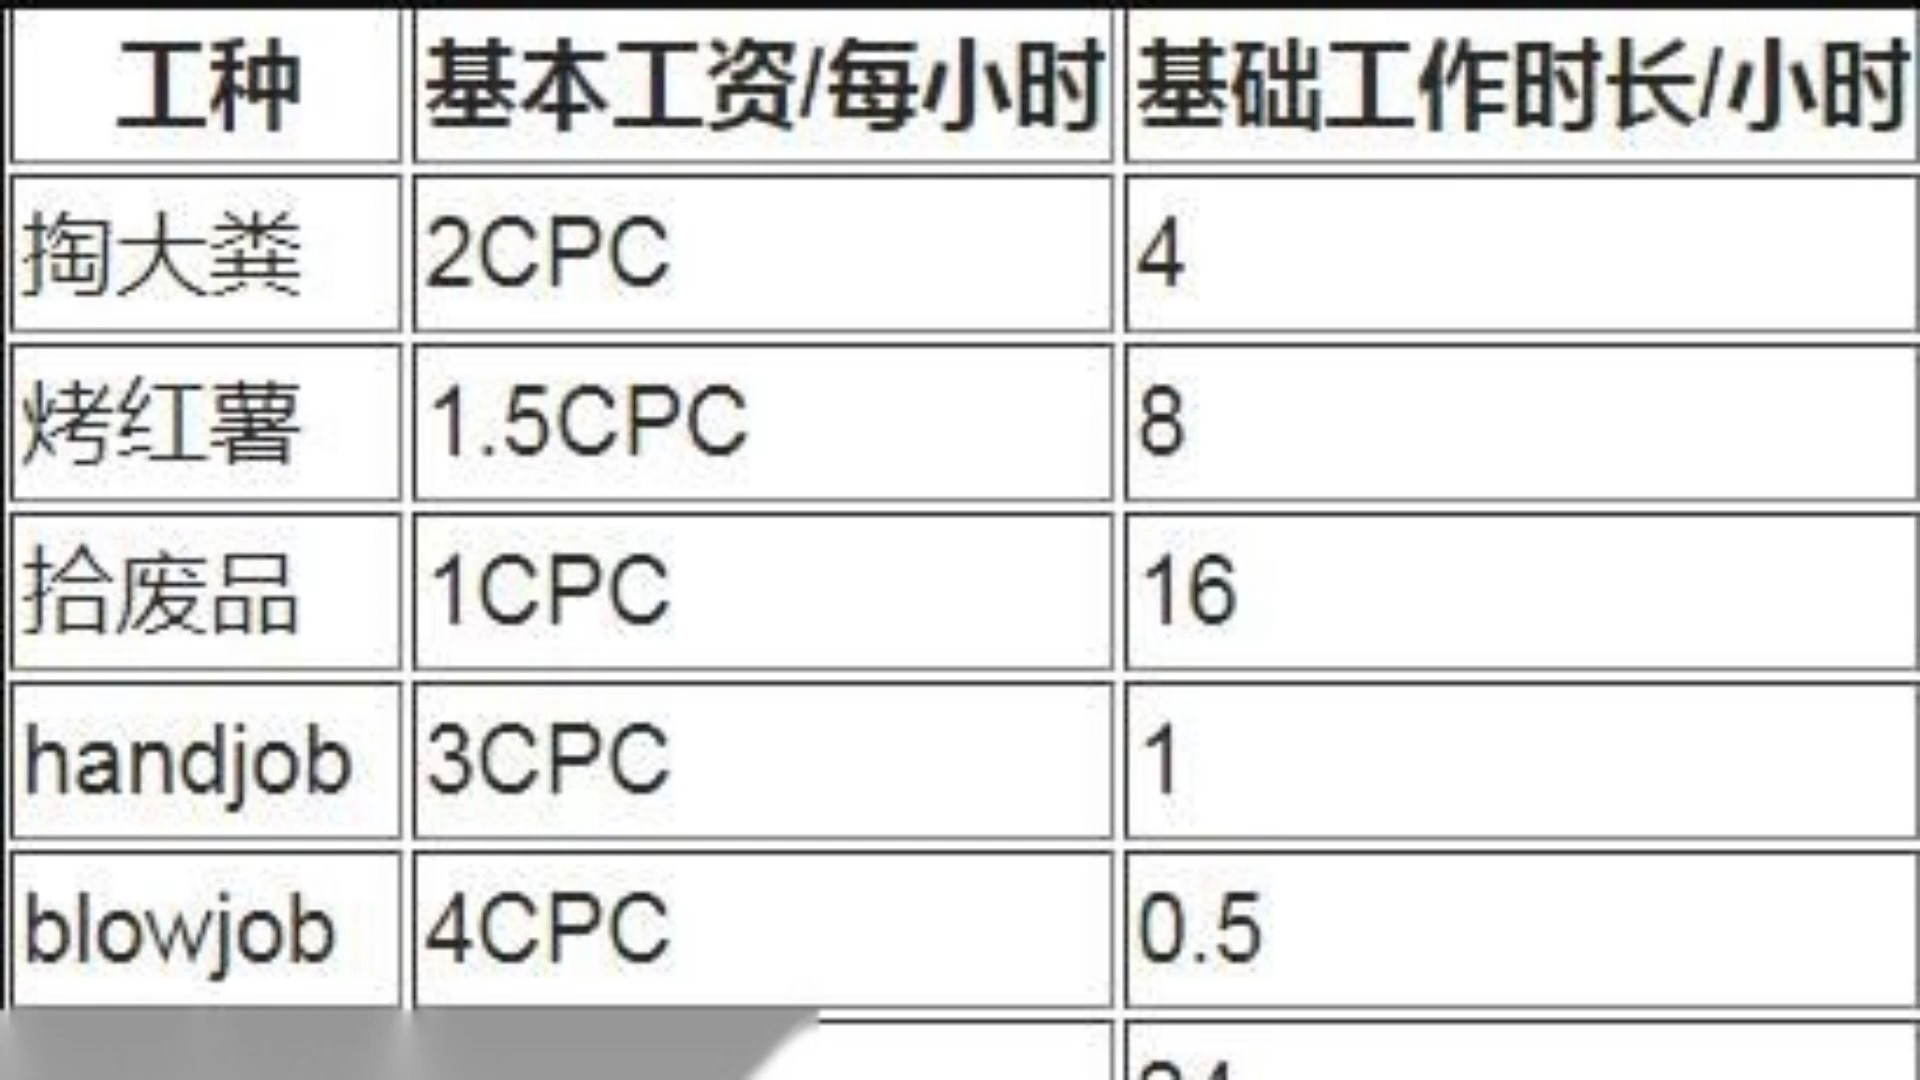 工种 基本工资/每小时 基础工作时长/小时
掏大粪 2CPC 4
烤红薯 1.5CPC 8
拾废品 1CPC 16
handjob 3CPC 1
blowjob 4CPC 0.5